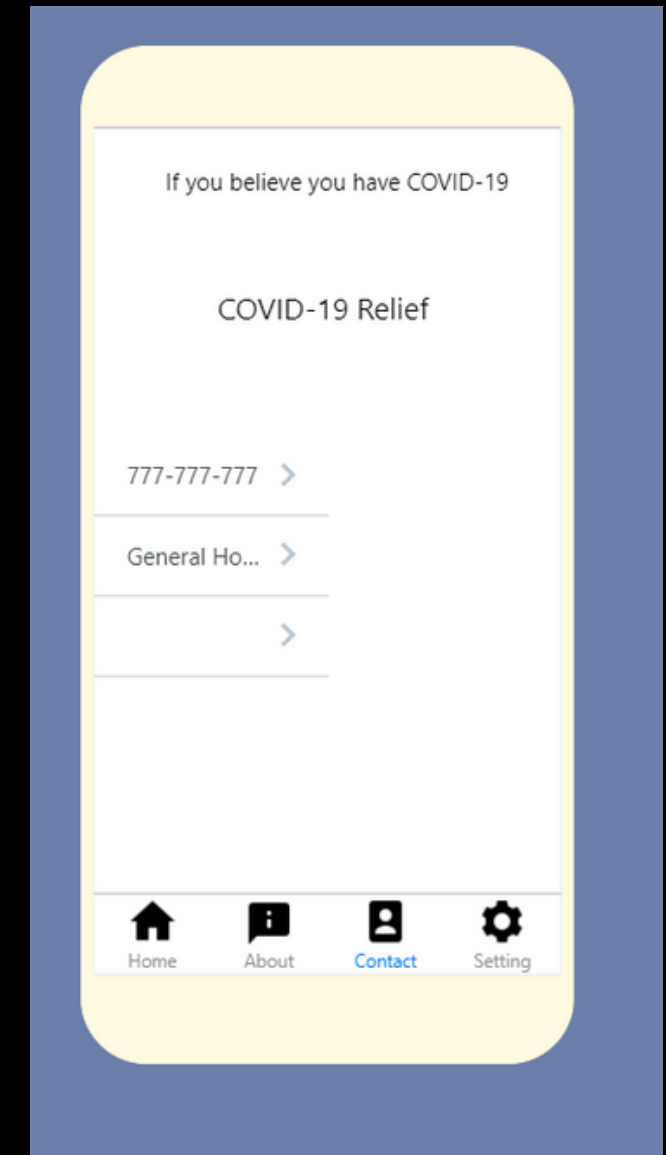 If you believe you have COVID-19
COVID-19 Relief
777-777-777
General Ho...
Home About Contact Setting